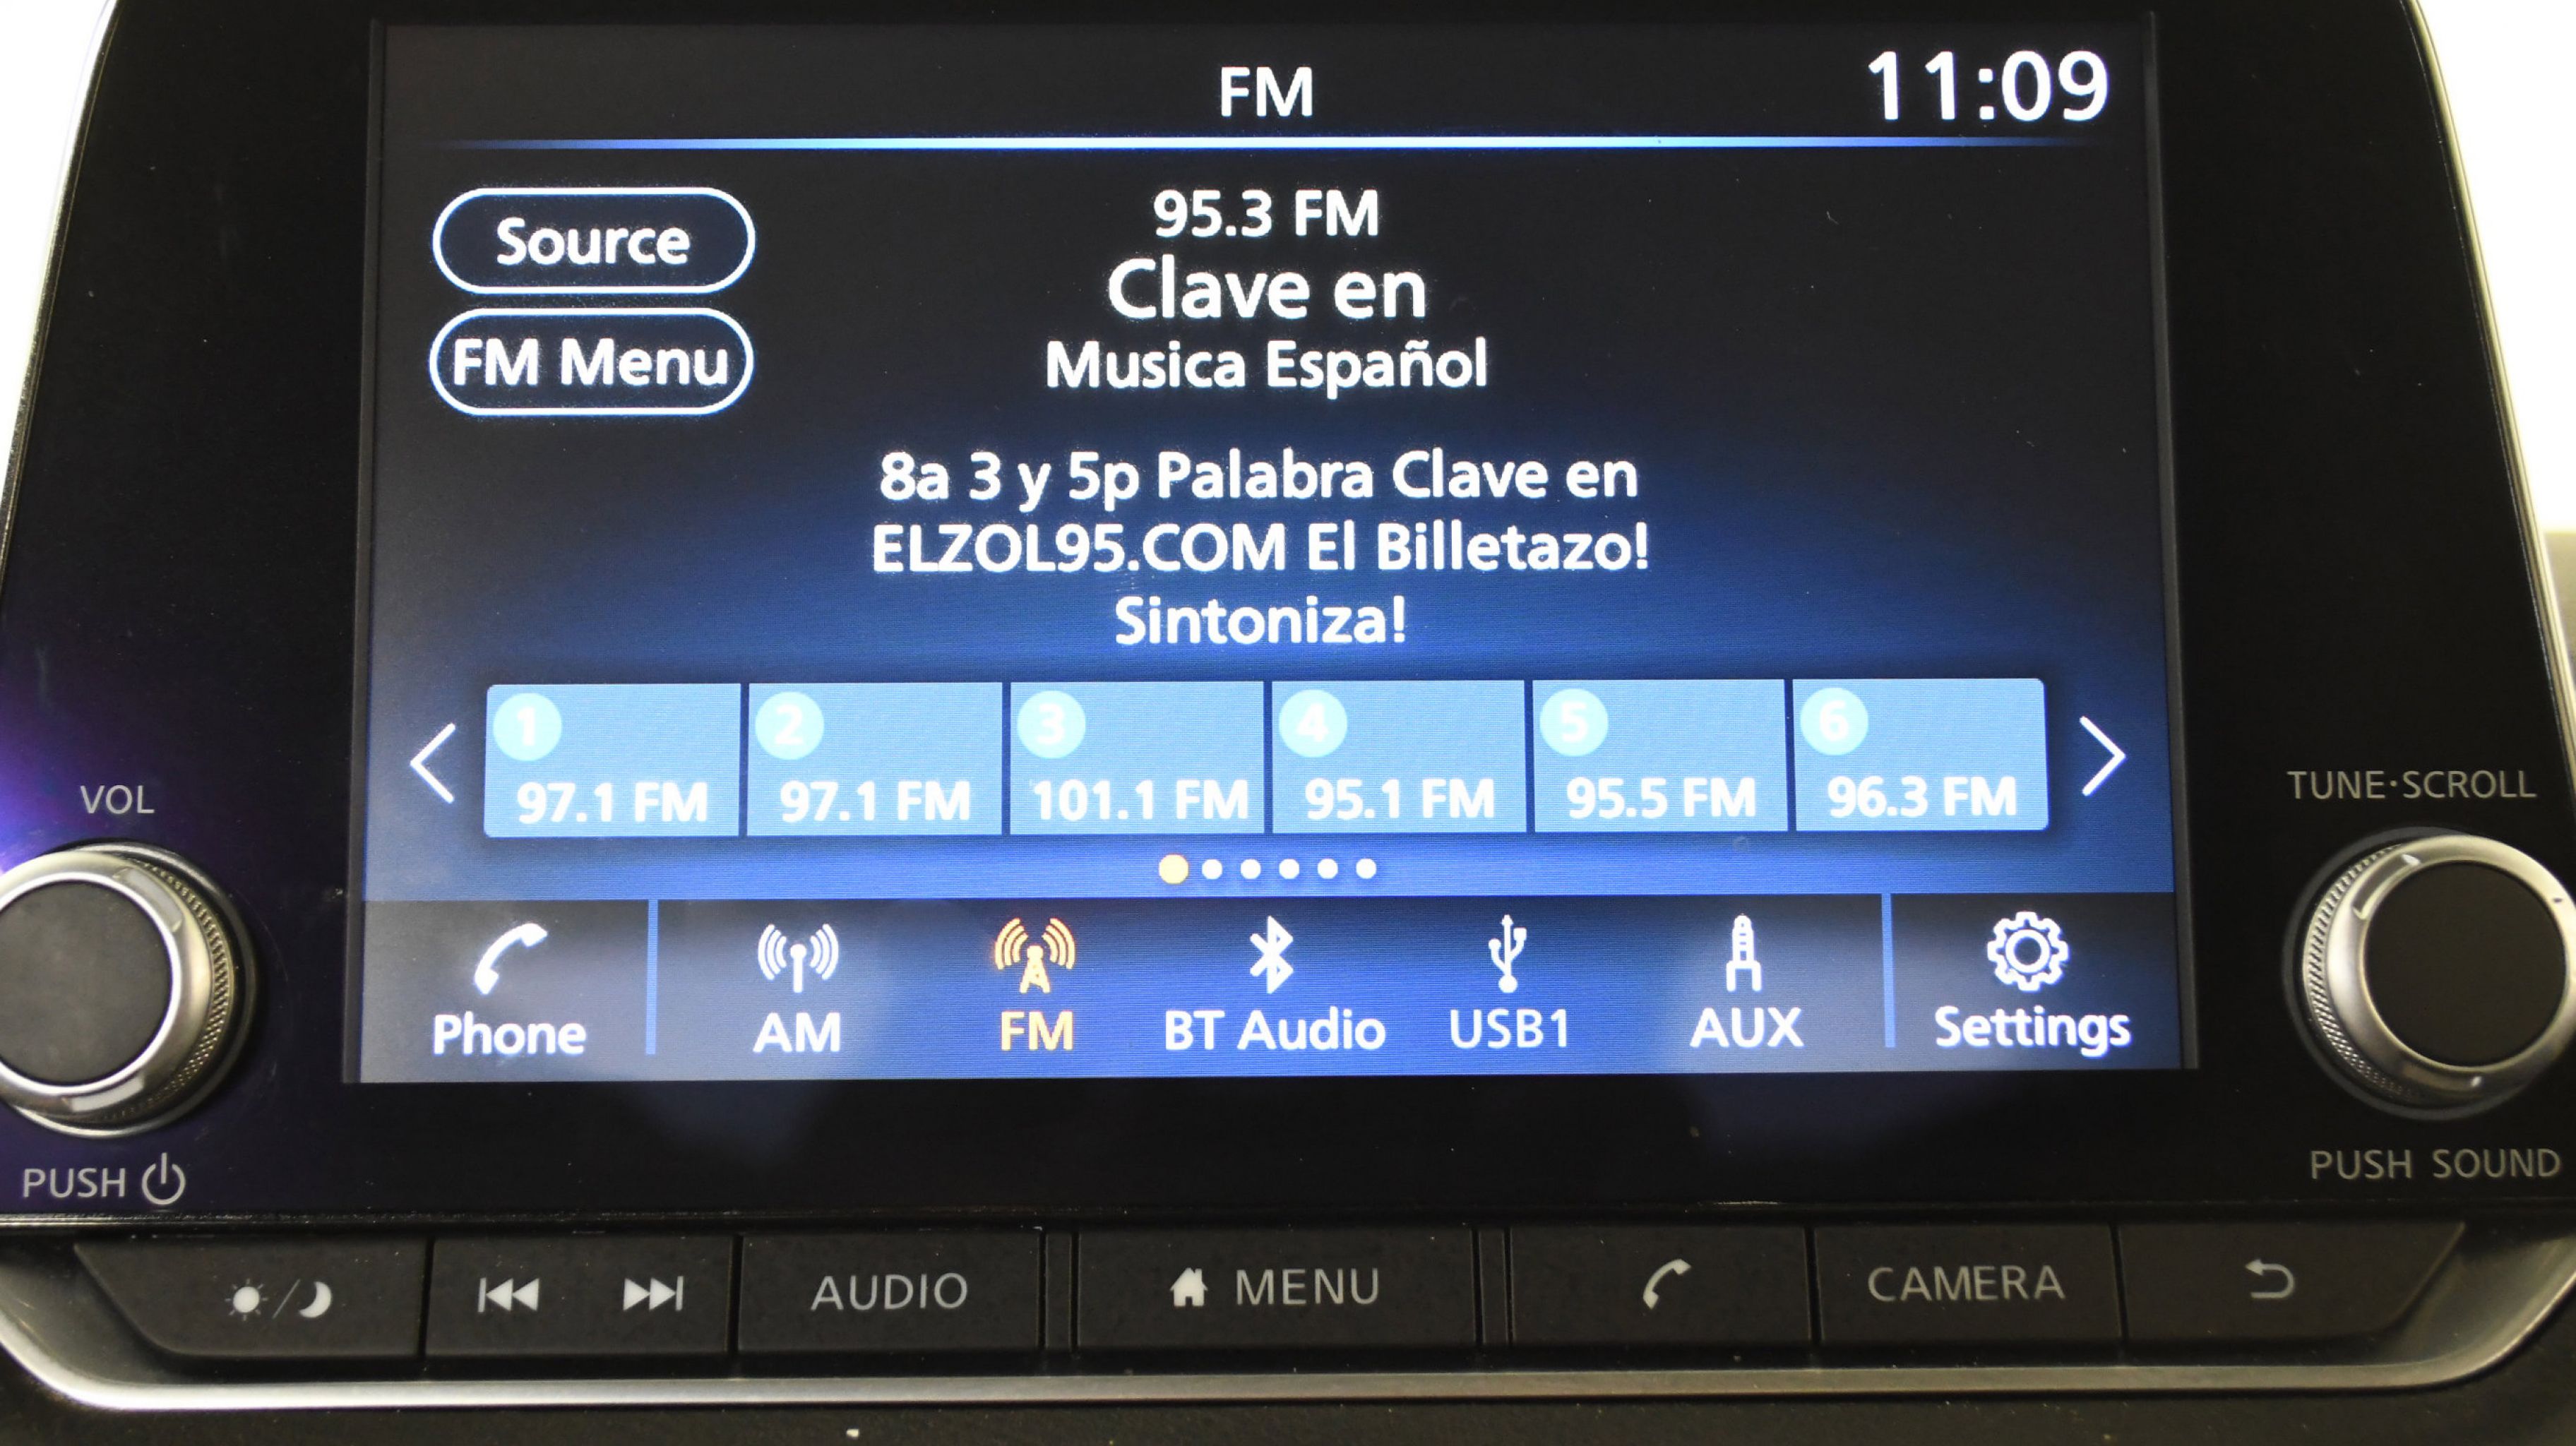 FM
11:09
Source
95.3 FM
Clave en
FM Menu
Musica Español
8a 3 y 5p Palabra Clave en
ELZOL95.COM El Billetazo!
Sintoniza!
1 2 3 4 5 6
97.1 FM 97.1 FM 101.1 FM 95.1 FM 95.5 FM 96.3 FM
VOL
TUNE·SCROLL
Phone AM FM BT Audio USB1 AUX Settings
PUSH
PUSH SOUND
AUDIO MENU CAMERA